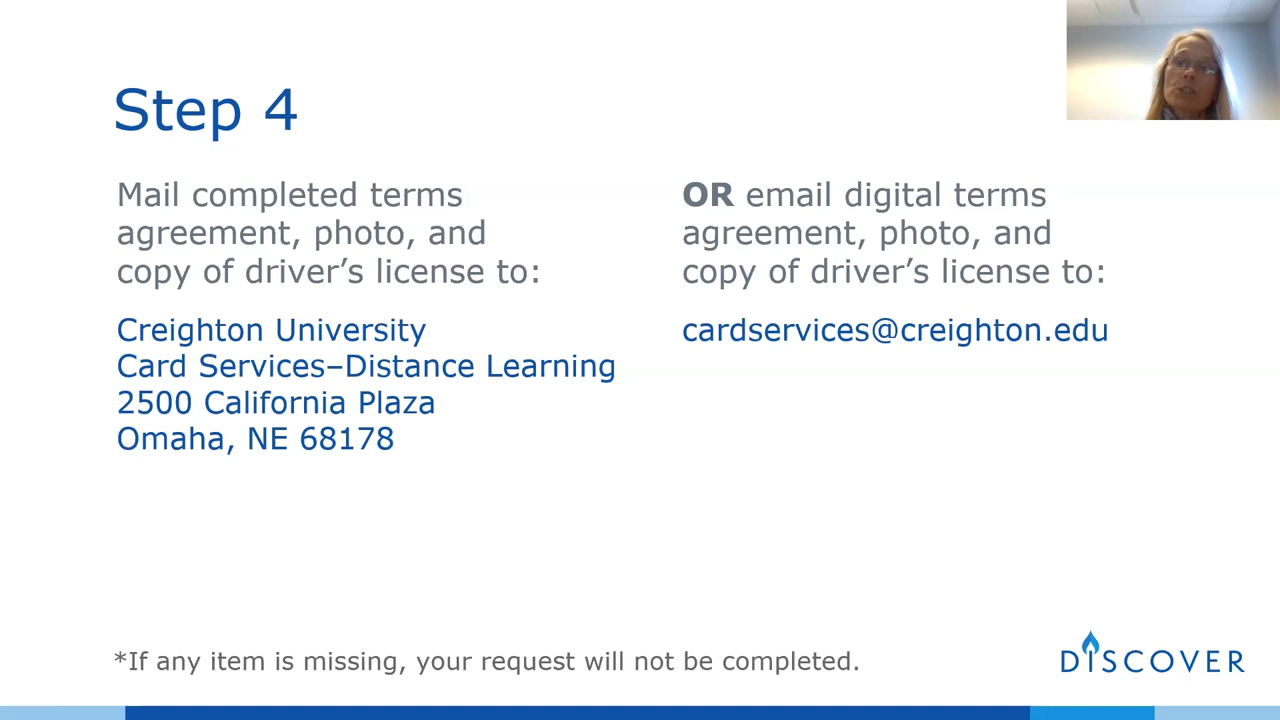 Step 4
Mail completed terms
agreement, photo, and
copy of driver’s license to:
Creighton University
Card Services–Distance Learning
2500 California Plaza
Omaha, NE 68178
OR email digital terms
agreement, photo, and
copy of driver’s license to:
cardservices@creighton.edu
*If any item is missing, your request will not be completed.
DISCOVER